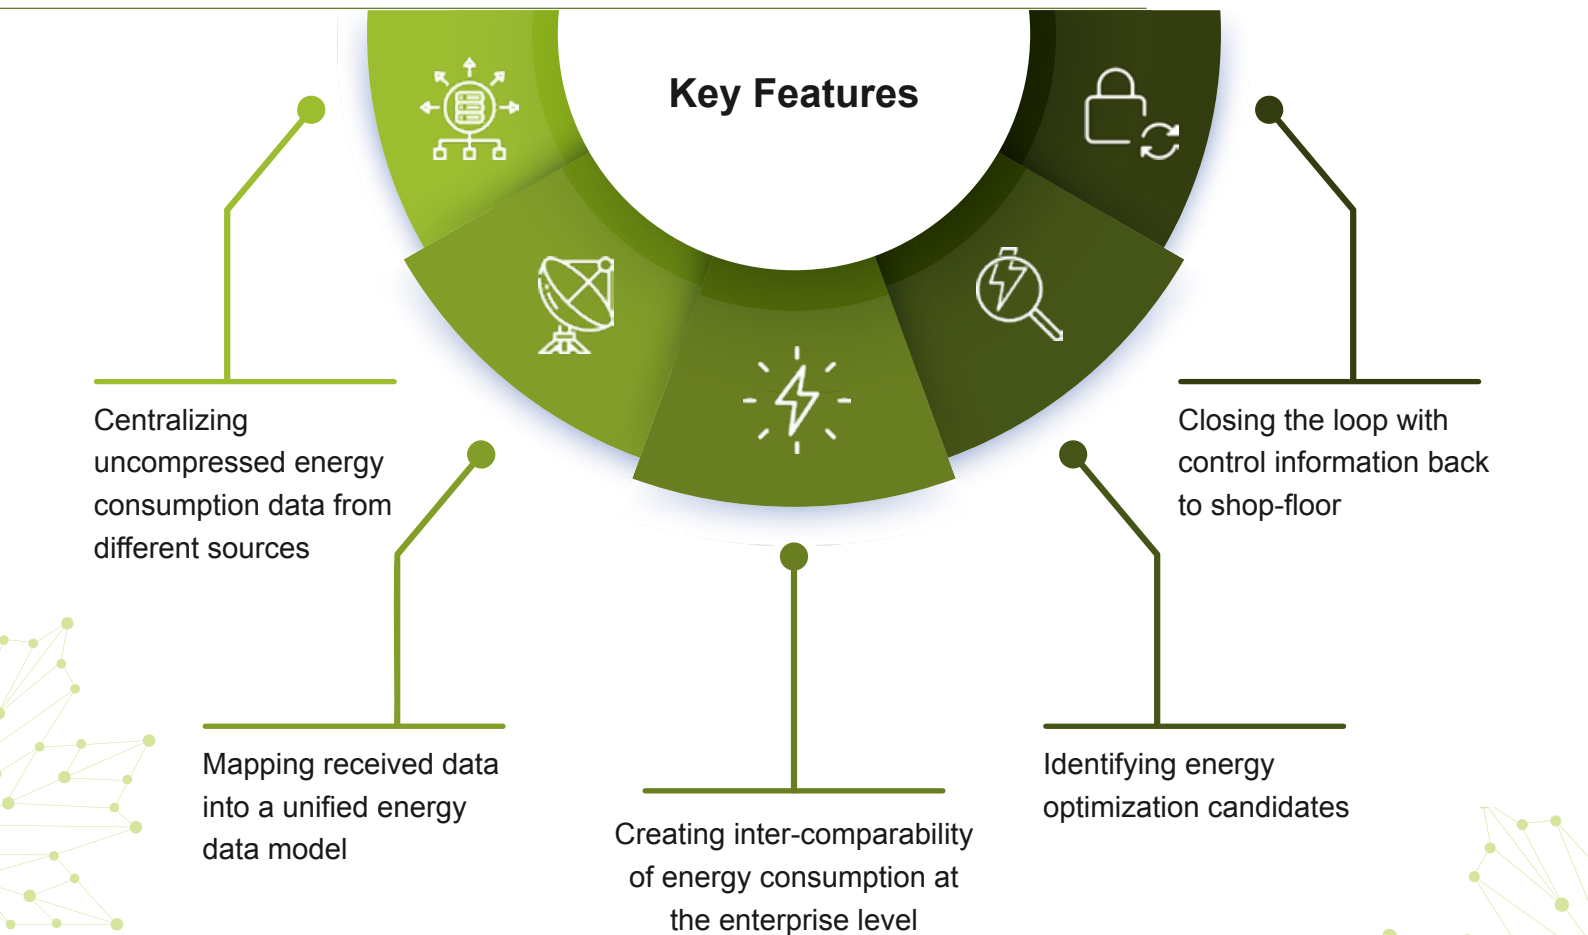 Key Features
Centralizing
uncompressed energy
consumption data from
different sources
Mapping received data
into a unified energy
data model
Creating inter-comparability
of energy consumption at
the enterprise level
Identifying energy
optimization candidates
Closing the loop with
control information back
to shop-floor